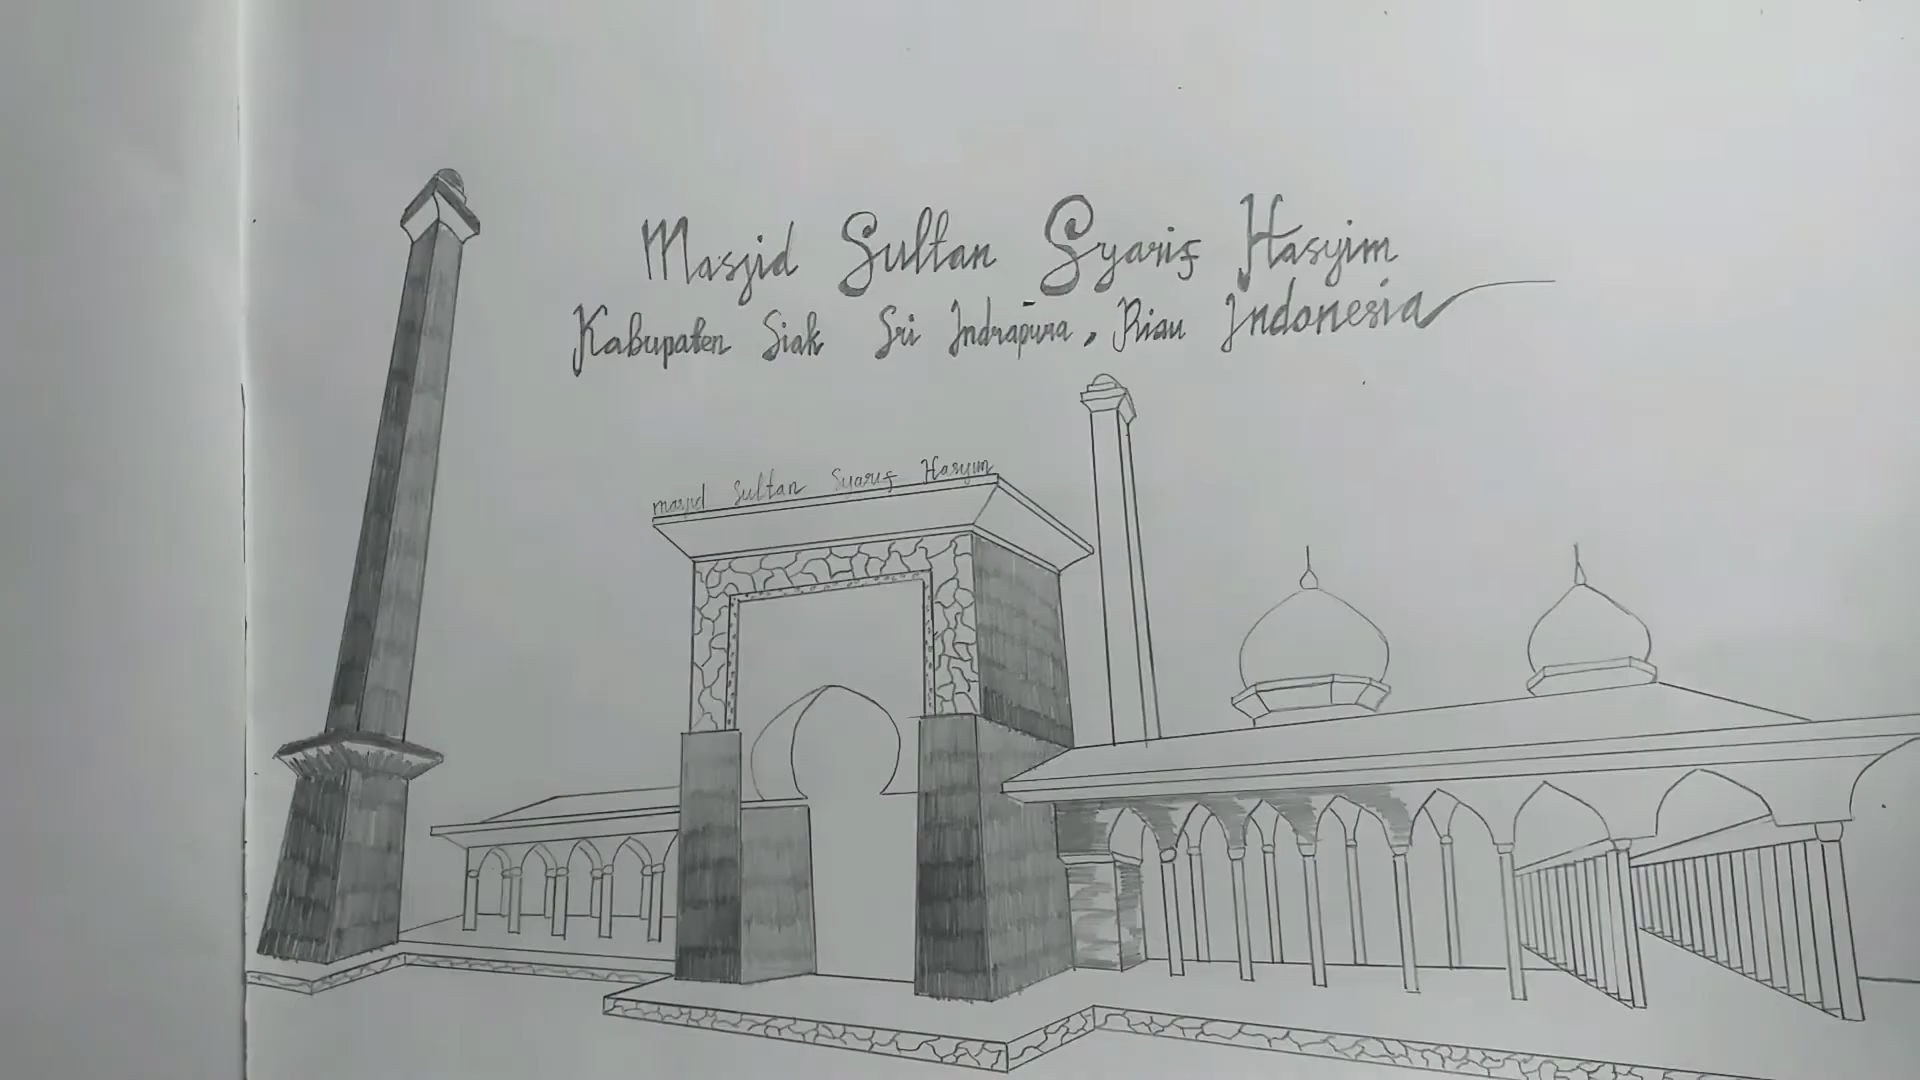 Masjid Sultan Syarif Hasyim
Kabupaten Siak Sri Indrapura, Riau Indonesia
masjid Sultan Syarif Hasyim